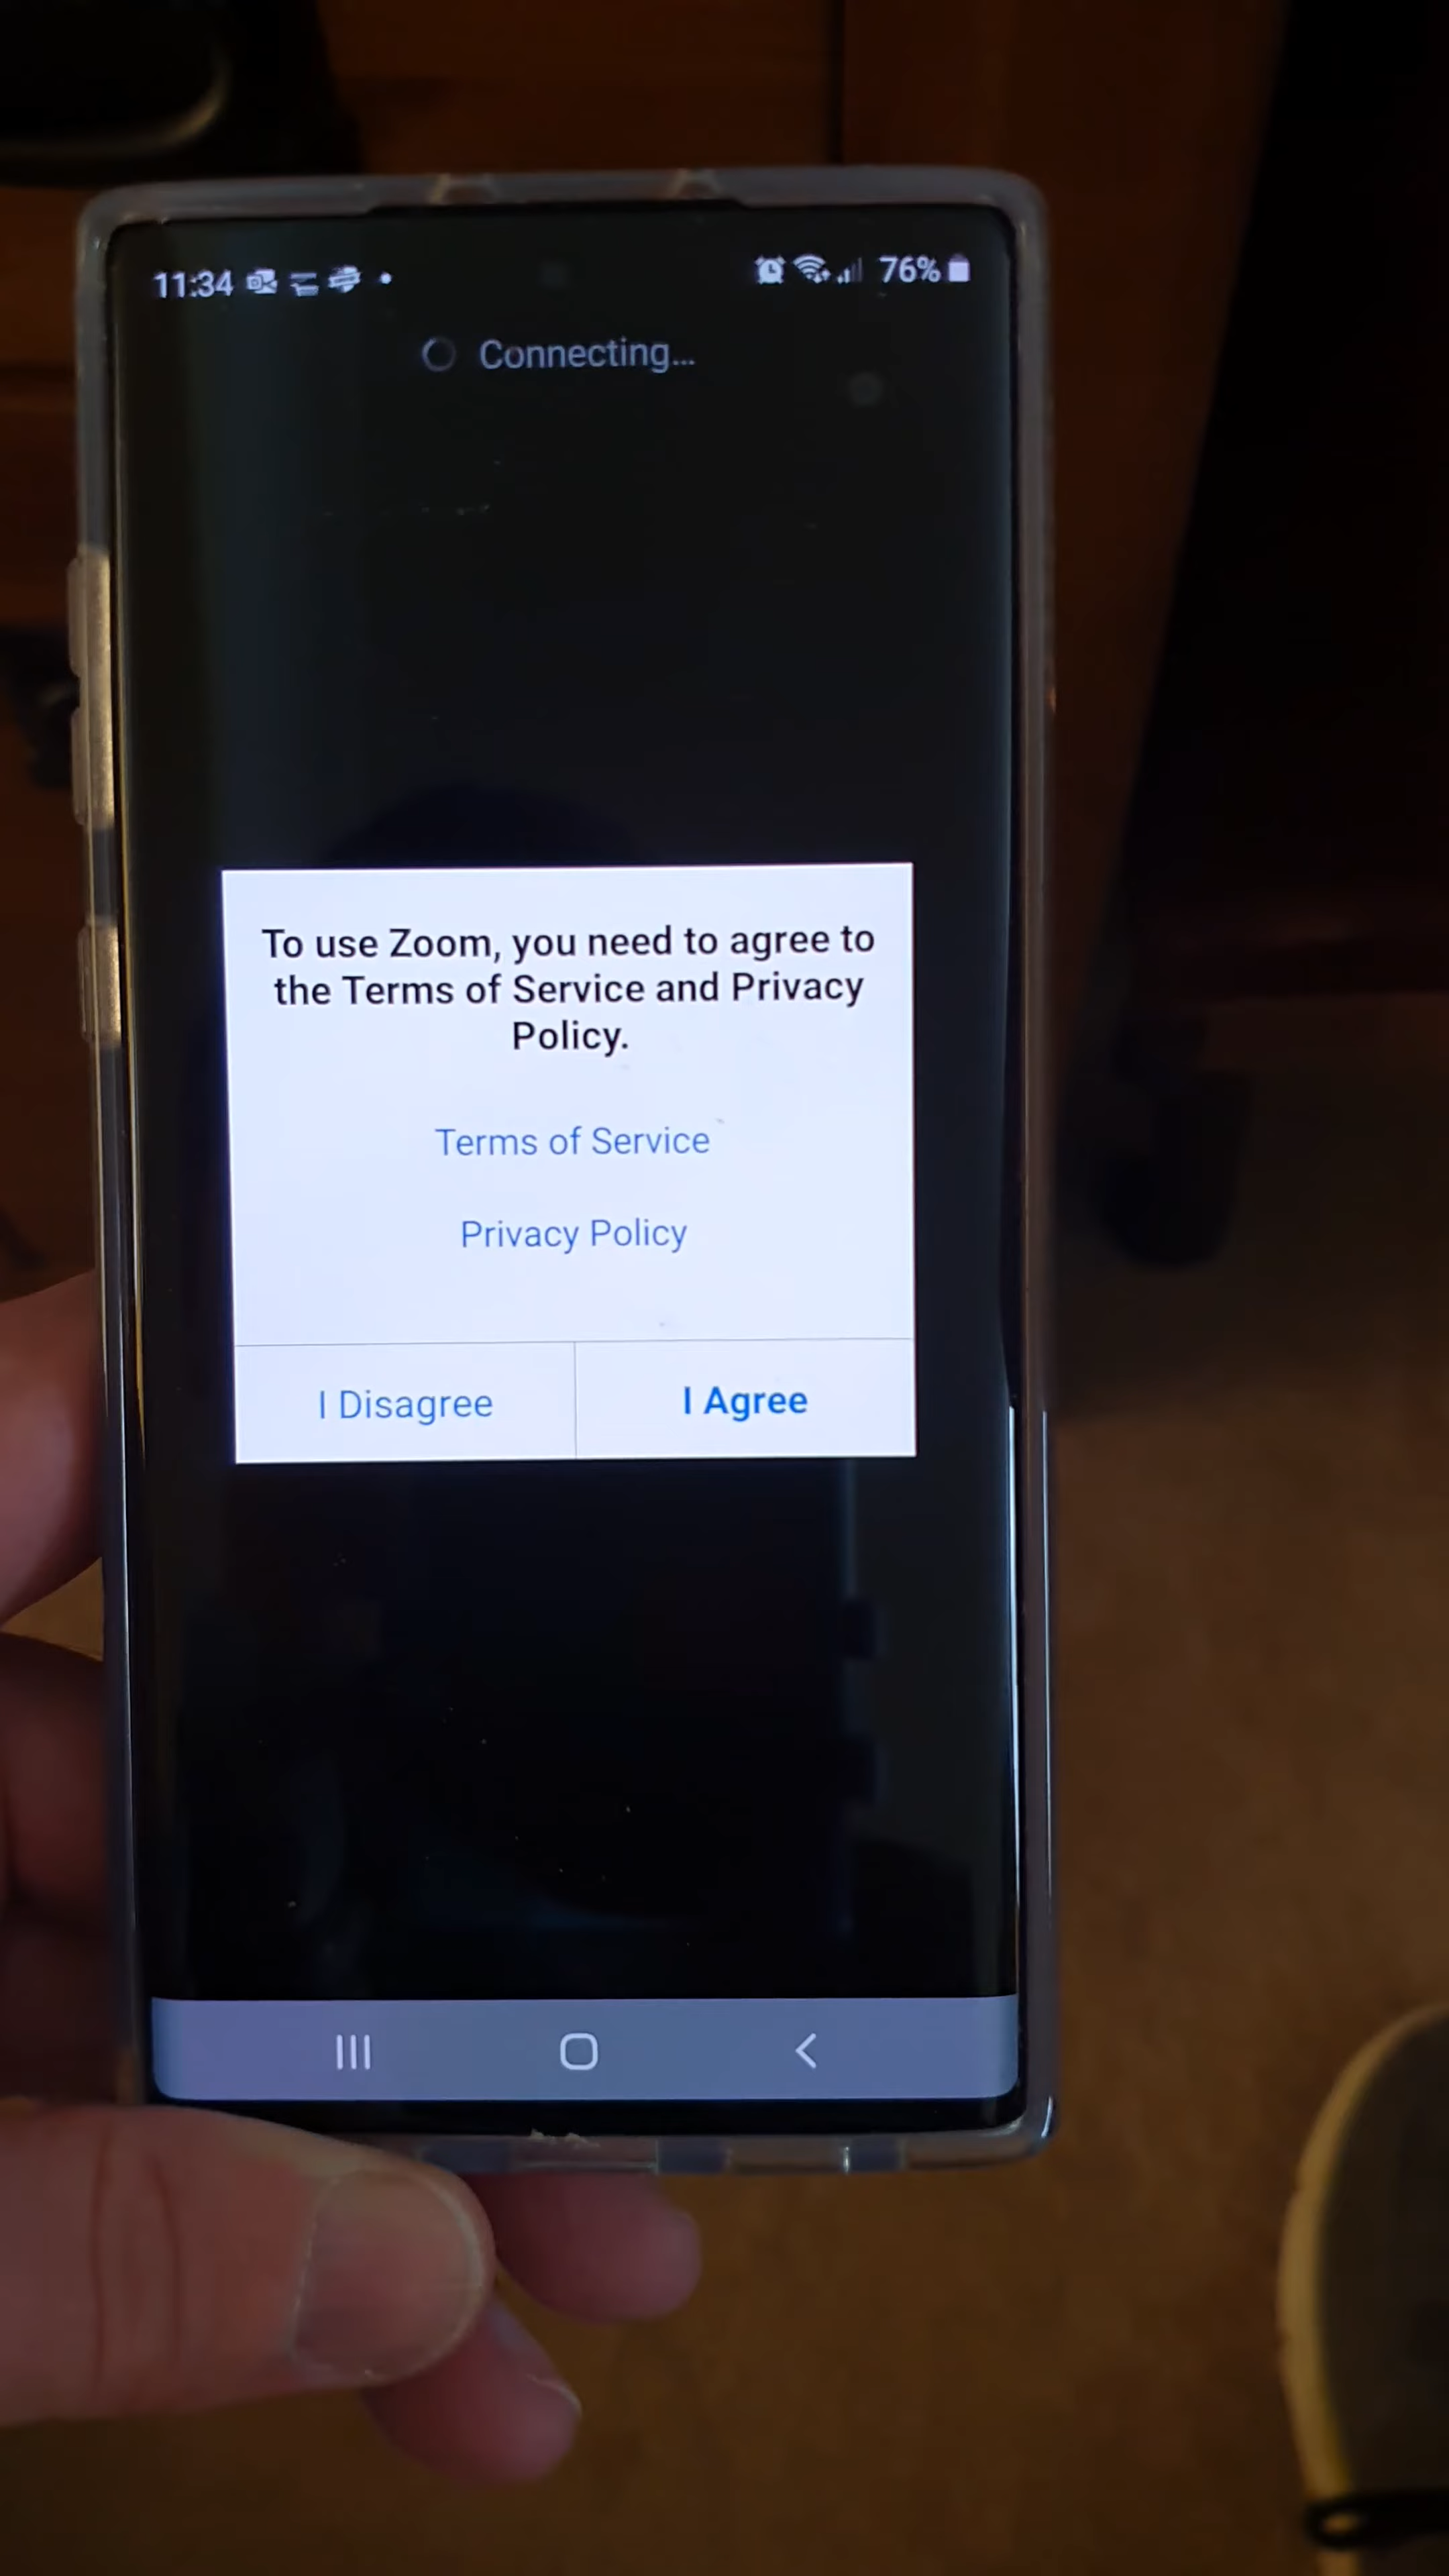 11:34 76%
Connecting...
To use Zoom, you need to agree to
the Terms of Service and Privacy
Policy.
Terms of Service
Privacy Policy
I Disagree I Agree